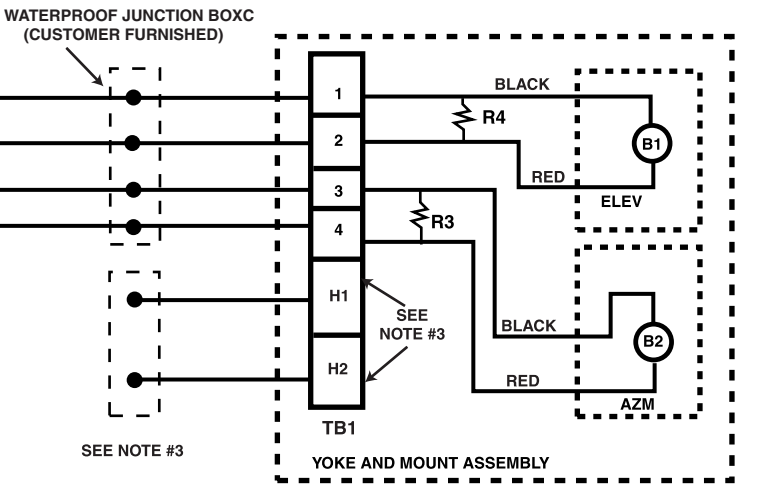 WATERPROOF JUNCTION BOXC
(CUSTOMER FURNISHED)
1
BLACK
R4
2
B1
RED
3
ELEV
R3
4
H1
SEE
NOTE #3
BLACK
B2
H2
RED
AZM
TB1
SEE NOTE #3
YOKE AND MOUNT ASSEMBLY